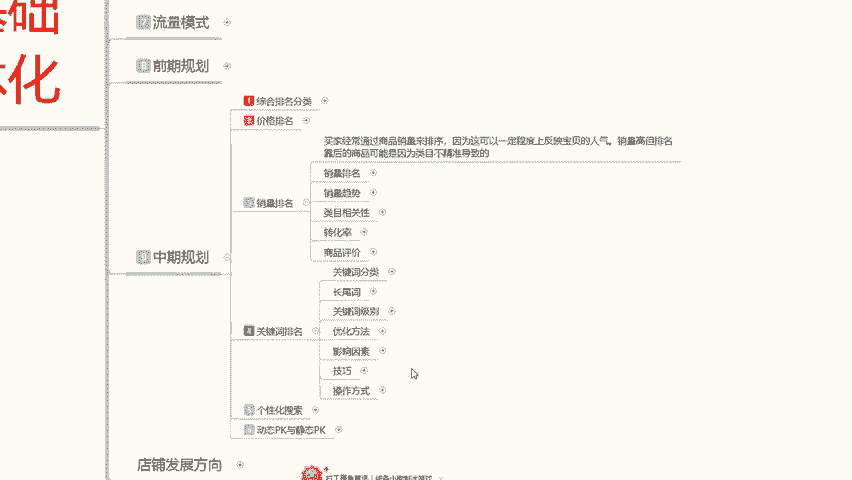 础
化
流量模式
前期规划
1 综合排名分类
2 价格排名
买家经常通过商品销量来排序，因为这可以一定程度上反映宝贝的人气。销量高但排名
靠后的商品可能是因为类目不精准导致的
销量排名
销量趋势
销量排名
类目相关性
转化率
商品评价
中期规划
关键词分类
长尾词
关键词级别
4 关键词排名
优化方法
影响因素
技巧
操作方式
个性化搜索
动态PK与静态PK
店铺发展方向